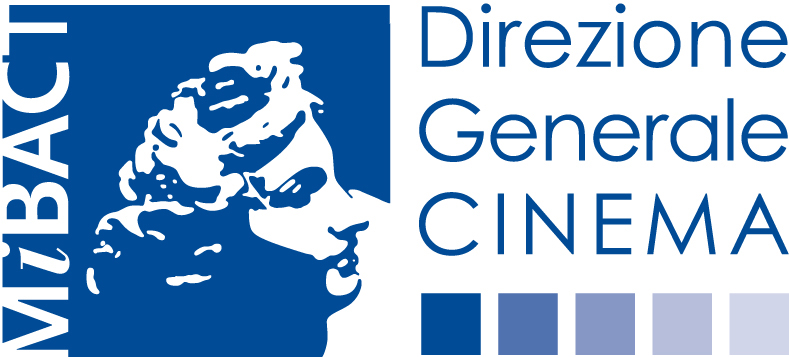 MiBACT
Direzione
Generale
CINEMA